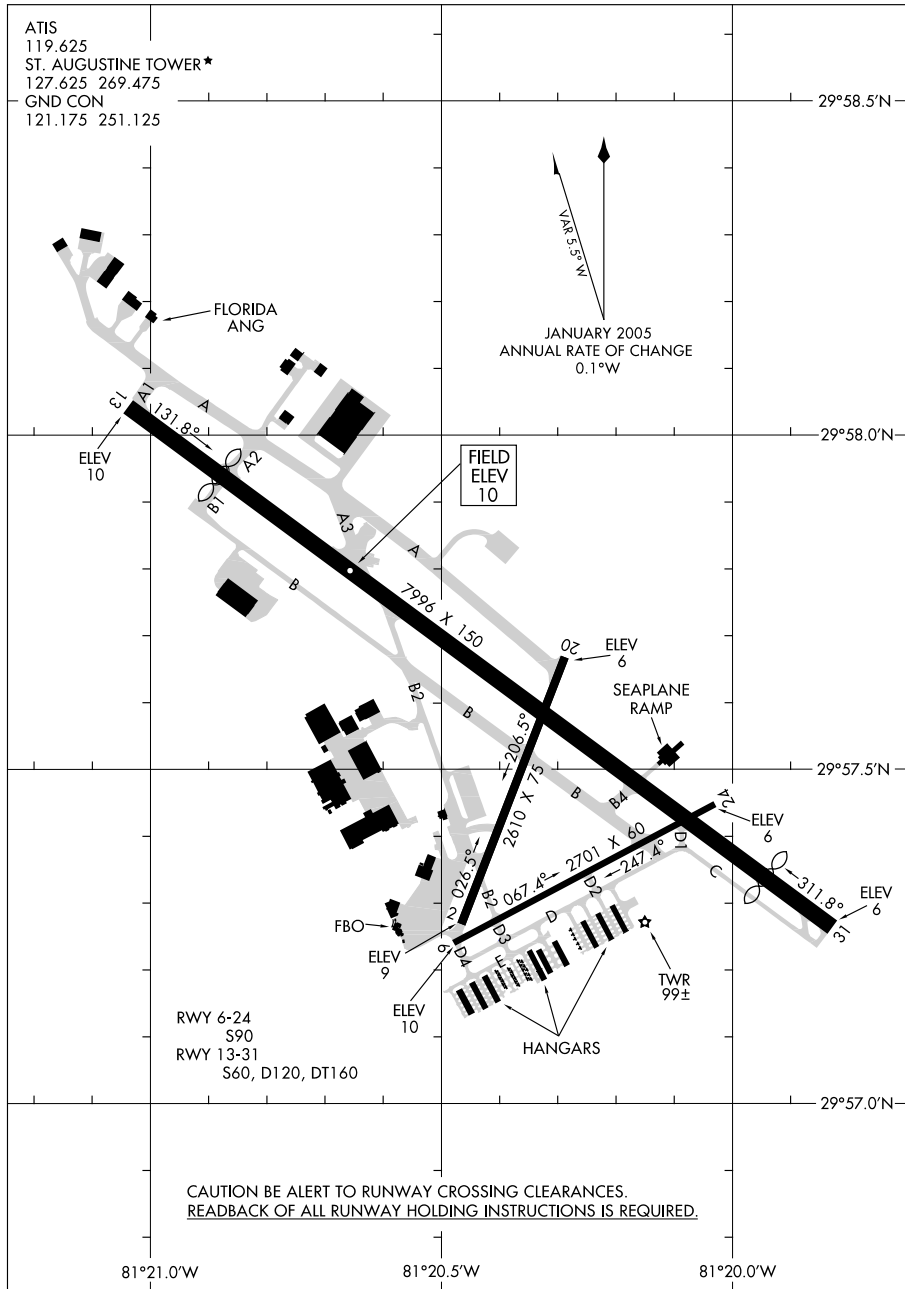 ATIS
119.625
ST. AUGUSTINE TOWER★
127.625 269.475
GND CON
121.175 251.125
29°58.5'N
VAR 5.5° W
JANUARY 2005
ANNUAL RATE OF CHANGE
0.1°W
FLORIDA
ANG
13
A1
A
131.8°
A2
B1
ELEV
10
29°58.0'N
FIELD
ELEV
10
A3
A
B
7996 X 150
20
ELEV
6
SEAPLANE
RAMP
B2
B
206.5°
2610 X 75
026.5°
29°57.5'N
B
B4
24
ELEV
6
067.4°
2701 X 60
247.4°
D1
C
311.8°
ELEV
6
31
FBO
2
B2
D2
D
D3
6
D4
E
ELEV
9
ELEV
10
TWR
99±
HANGARS
RWY 6-24
S90
RWY 13-31
S60, D120, DT160
29°57.0'N
CAUTION BE ALERT TO RUNWAY CROSSING CLEARANCES.
READBACK OF ALL RUNWAY HOLDING INSTRUCTIONS IS REQUIRED.
81°21.0'W
81°20.5'W
81°20.0'W